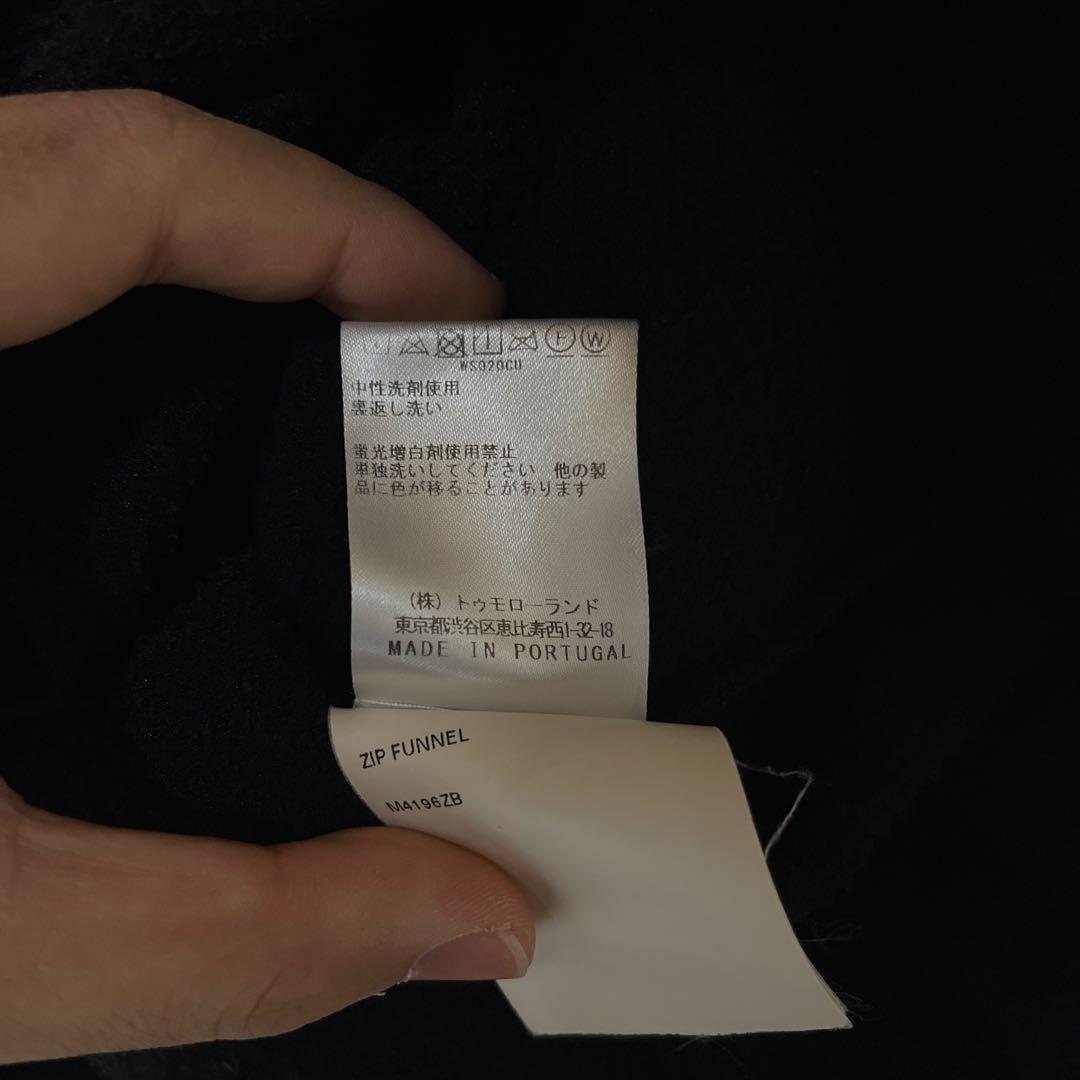 WS020CU
中性洗剤使用
裏返し洗い
蛍光増白剤使用禁止
単独洗いしてください 他の製
品に色が移ることがあります
(株) トゥモローランド
東京都渋谷区恵比寿西1-32-18
MADE IN PORTUGAL
ZIP FUNNEL
M4196ZB